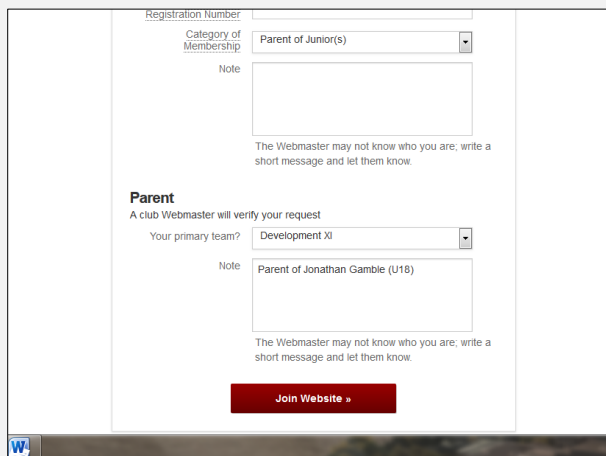 Registration Number
Category of
Membership
Parent of Junior(s)
Note
The Webmaster may not know who you are; write a
short message and let them know.
Parent
A club Webmaster will verify your request
Your primary team?
Development XI
Note
Parent of Jonathan Gamble (U18)
The Webmaster may not know who you are; write a
short message and let them know.
Join Website »
W